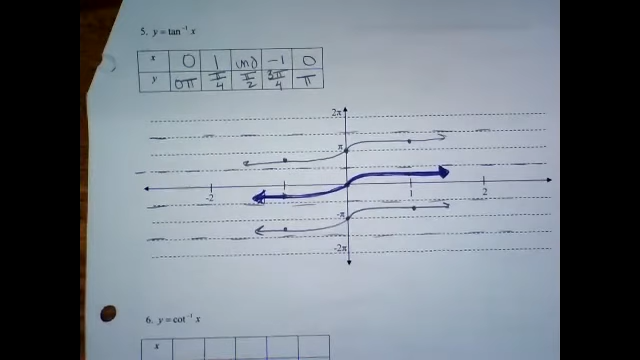 5. y = tan⁻¹ x
x 0 1 und -1 0
y 0π π/4 π/2 3π/4 π
2π
π
-2 1 2
-π
-2π
6. y = cot⁻¹ x
x